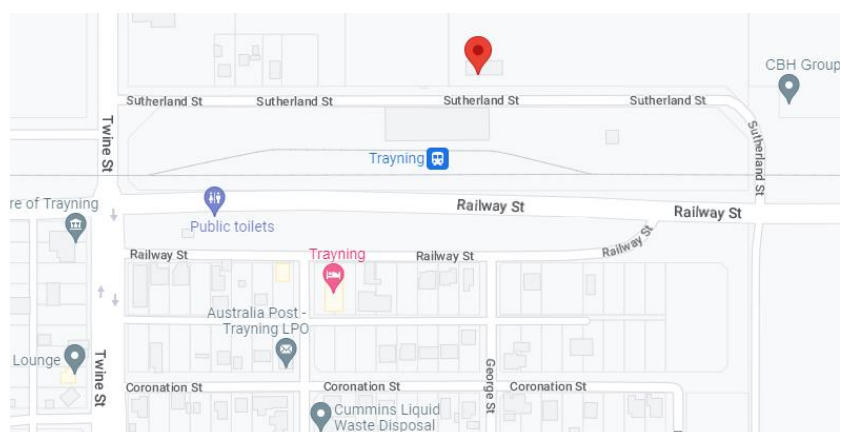 CBH Group
Sutherland St
Sutherland St
Sutherland St
Sutherland St
Sutherland St
Twine St
Trayning
re of Trayning
Public toilets
Railway St
Railway St
Railway St
Trayning
Railway St
Railway St
Australia Post -
Trayning LPO
Lounge
Twine St
Coronation St
Coronation St
George St
Coronation St
Cummins Liquid
Waste Disposal